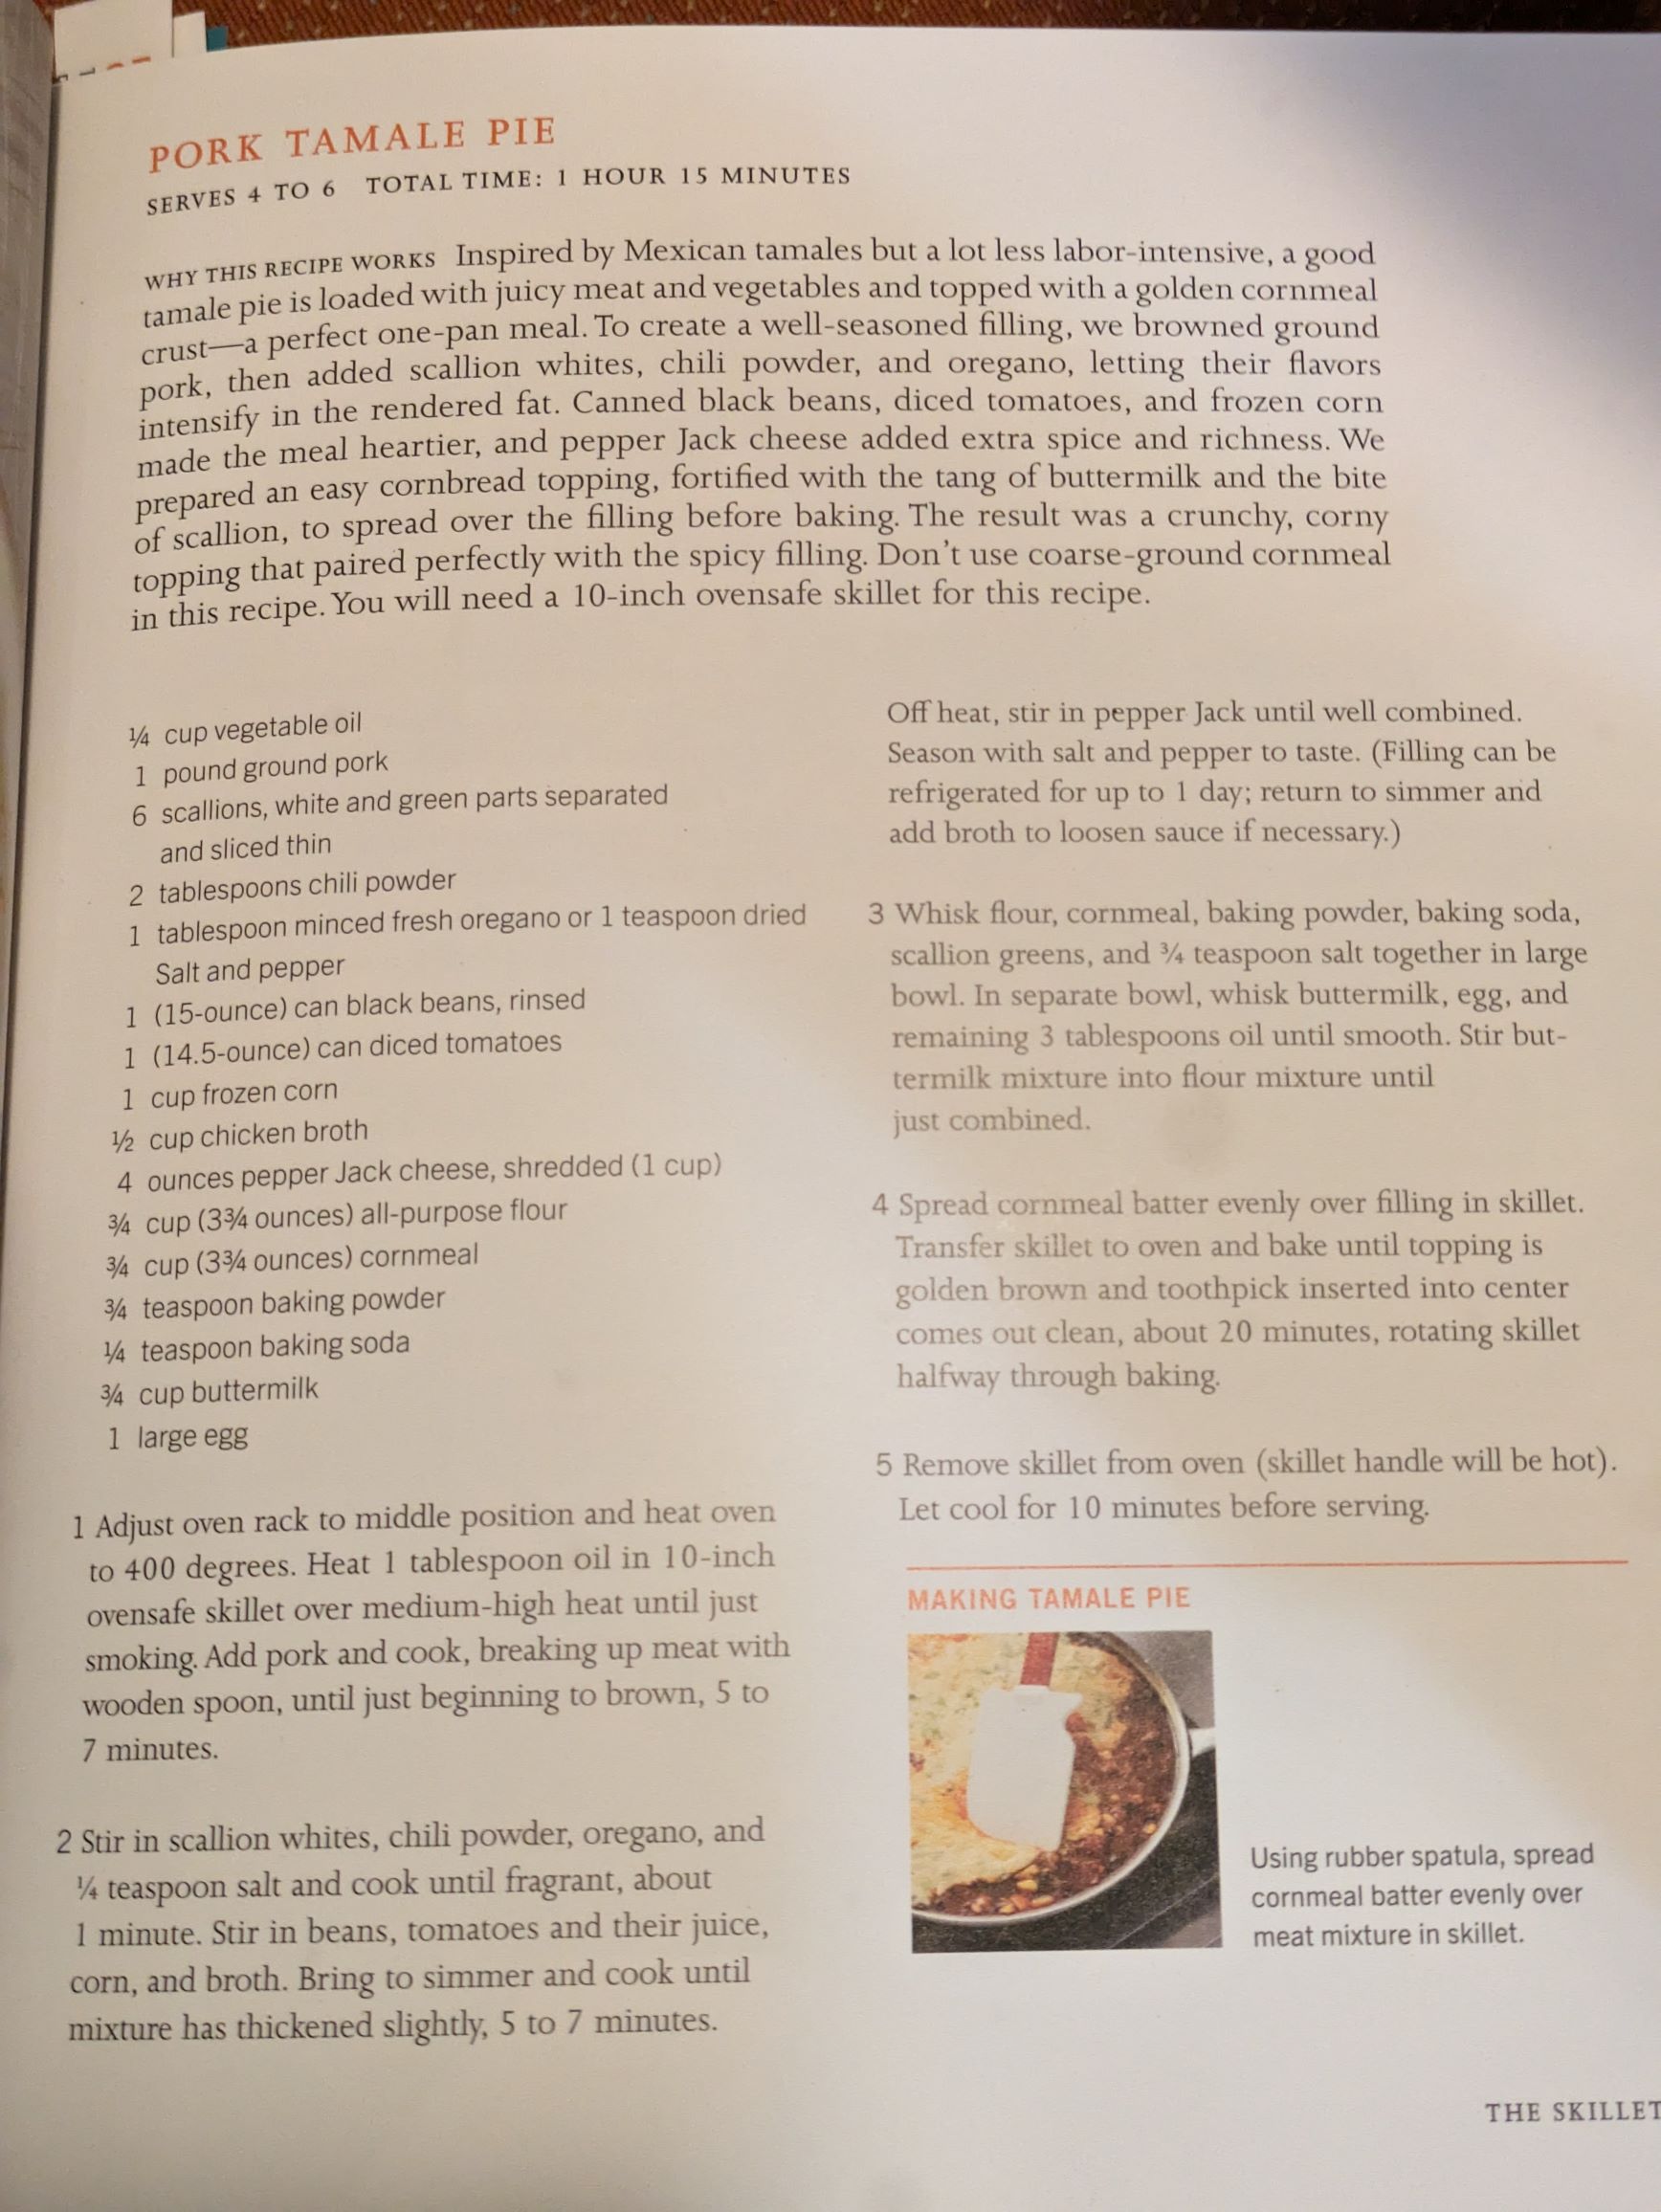 PORK TAMALE PIE
SERVES 4 TO 6 TOTAL TIME: 1 HOUR 15 MINUTES
WHY THIS RECIPE WORKS Inspired by Mexican tamales but a lot less labor-intensive, a good
tamale pie is loaded with juicy meat and vegetables and topped with a golden cornmeal
crust—a perfect one-pan meal. To create a well-seasoned filling, we browned ground
pork, then added scallion whites, chili powder, and oregano, letting their flavors
intensify in the rendered fat. Canned black beans, diced tomatoes, and frozen corn
made the meal heartier, and pepper Jack cheese added extra spice and richness. We
prepared an easy cornbread topping, fortified with the tang of buttermilk and the bite
of scallion, to spread over the filling before baking. The result was a crunchy, corny
topping that paired perfectly with the spicy filling. Don't use coarse-ground cornmeal
in this recipe. You will need a 10-inch ovensafe skillet for this recipe.
¼ cup vegetable oil
1 pound ground pork
6 scallions, white and green parts separated
and sliced thin
2 tablespoons chili powder
1 tablespoon minced fresh oregano or 1 teaspoon dried
Salt and pepper
1 (15-ounce) can black beans, rinsed
1 (14.5-ounce) can diced tomatoes
1 cup frozen corn
½ cup chicken broth
4 ounces pepper Jack cheese, shredded (1 cup)
¾ cup (3¾ ounces) all-purpose flour
¾ cup (3¾ ounces) cornmeal
¾ teaspoon baking powder
¼ teaspoon baking soda
¾ cup buttermilk
1 large egg
1 Adjust oven rack to middle position and heat oven
to 400 degrees. Heat 1 tablespoon oil in 10-inch
ovensafe skillet over medium-high heat until just
smoking. Add pork and cook, breaking up meat with
wooden spoon, until just beginning to brown, 5 to
7 minutes.
2 Stir in scallion whites, chili powder, oregano, and
¼ teaspoon salt and cook until fragrant, about
1 minute. Stir in beans, tomatoes and their juice,
corn, and broth. Bring to simmer and cook until
mixture has thickened slightly, 5 to 7 minutes.
Off heat, stir in pepper Jack until well combined.
Season with salt and pepper to taste. (Filling can be
refrigerated for up to 1 day; return to simmer and
add broth to loosen sauce if necessary.)
3 Whisk flour, cornmeal, baking powder, baking soda,
scallion greens, and ¾ teaspoon salt together in large
bowl. In separate bowl, whisk buttermilk, egg, and
remaining 3 tablespoons oil until smooth. Stir but-
termilk mixture into flour mixture until
just combined.
4 Spread cornmeal batter evenly over filling in skillet.
Transfer skillet to oven and bake until topping is
golden brown and toothpick inserted into center
comes out clean, about 20 minutes, rotating skillet
halfway through baking.
5 Remove skillet from oven (skillet handle will be hot).
Let cool for 10 minutes before serving.
MAKING TAMALE PIE
Using rubber spatula, spread
cornmeal batter evenly over
meat mixture in skillet.
THE SKILLET